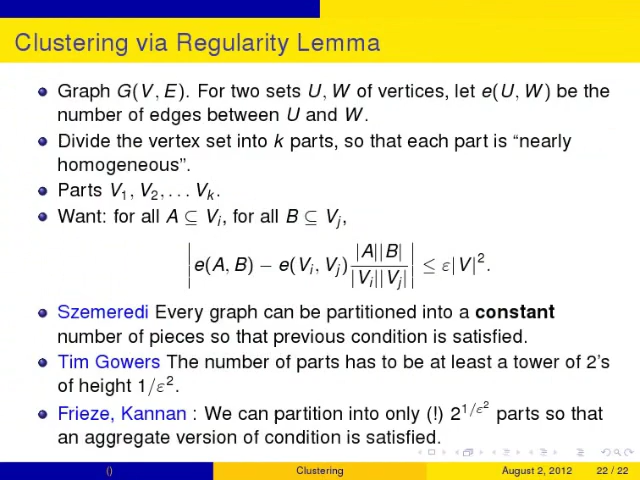 Clustering via Regularity Lemma
Graph G(V, E). For two sets U, W of vertices, let e(U, W) be the
number of edges between U and W.
Divide the vertex set into k parts, so that each part is “nearly
homogeneous”.
Parts V₁, V₂, . . . Vₖ.
Want: for all A ⊆ Vᵢ, for all B ⊆ Vⱼ,
|e(A, B) − e(Vᵢ, Vⱼ) |A||B| / |Vᵢ||Vⱼ|| ≤ ε|V|².
Szemeredi Every graph can be partitioned into a constant
number of pieces so that previous condition is satisfied.
Tim Gowers The number of parts has to be at least a tower of 2’s
of height 1/ε².
Frieze, Kannan : We can partition into only (!) 2^{1/ε²} parts so that
an aggregate version of condition is satisfied.
() Clustering August 2, 2012 22 / 22